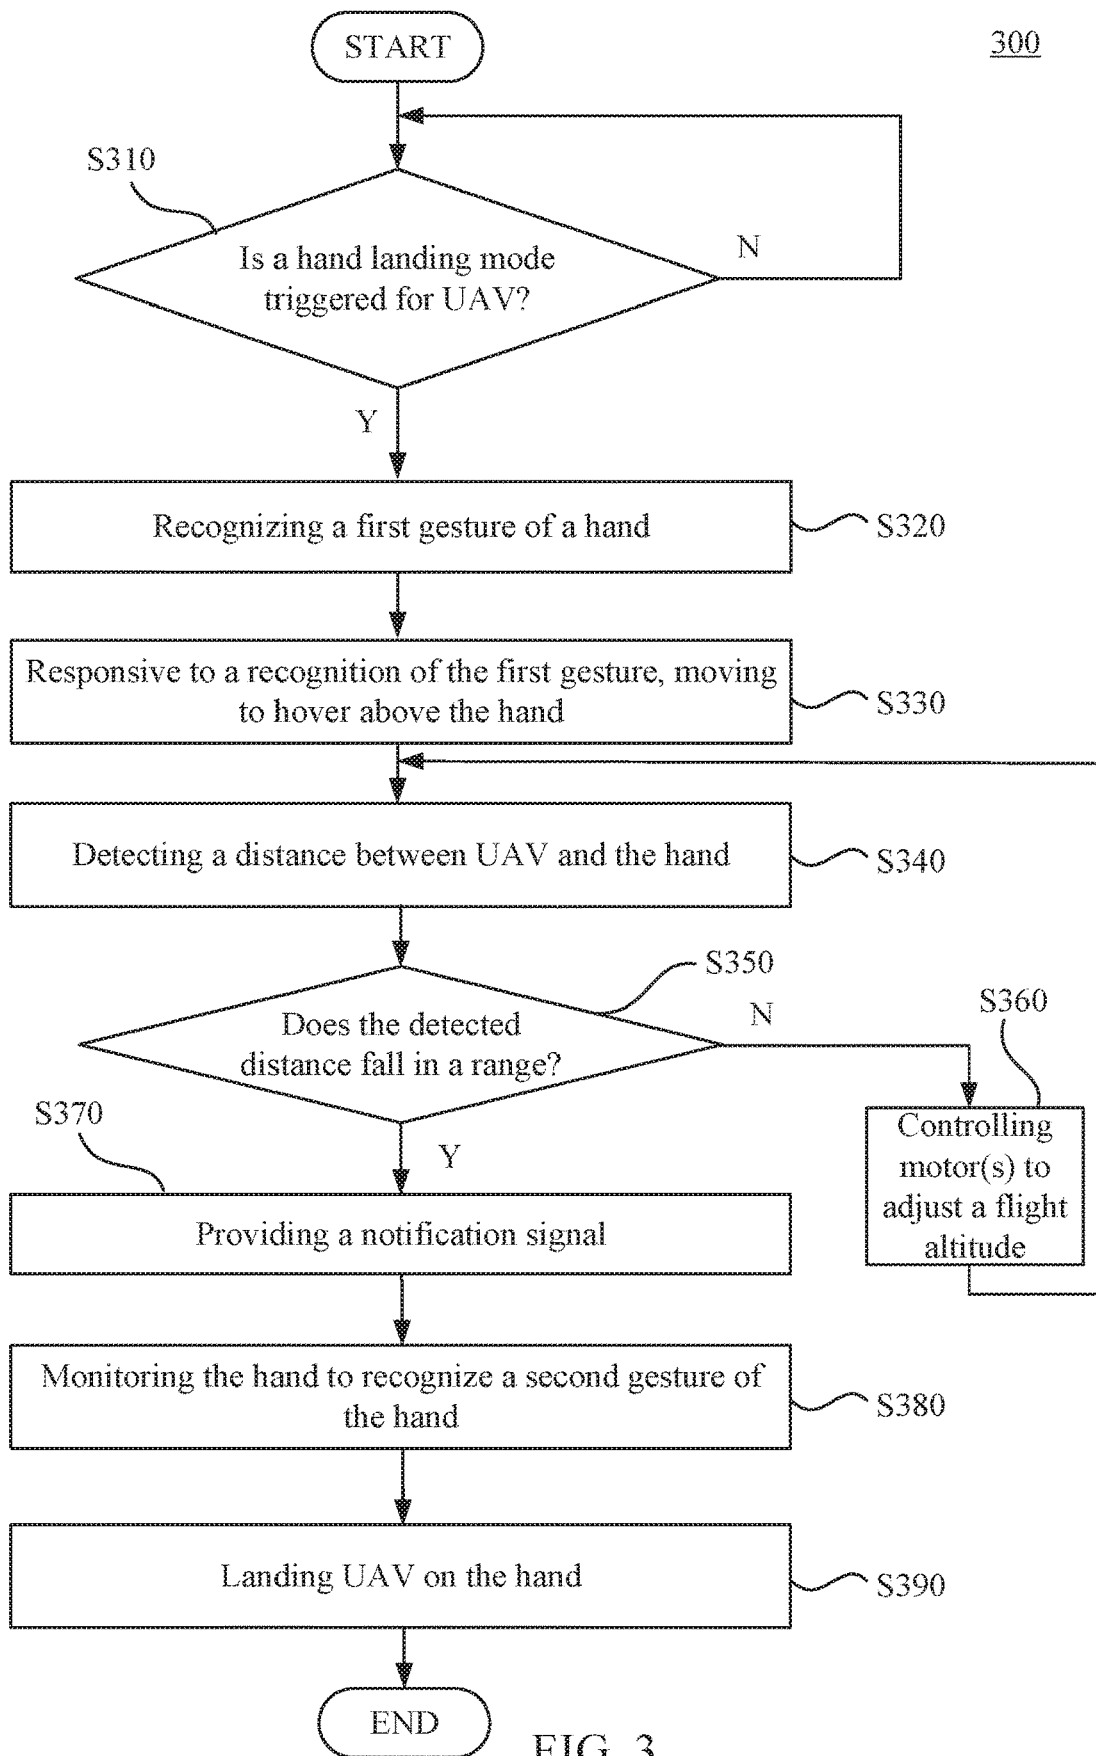 START
300
S310
Is a hand landing mode
triggered for UAV?
N
Y
Recognizing a first gesture of a hand
S320
Responsive to a recognition of the first gesture, moving
to hover above the hand
S330
Detecting a distance between UAV and the hand
S340
S350
Does the detected
distance fall in a range?
N
S360
Controlling
motor(s) to
adjust a flight
altitude
S370
Y
Providing a notification signal
Monitoring the hand to recognize a second gesture of
the hand
S380
Landing UAV on the hand
S390
END
FIG. 3